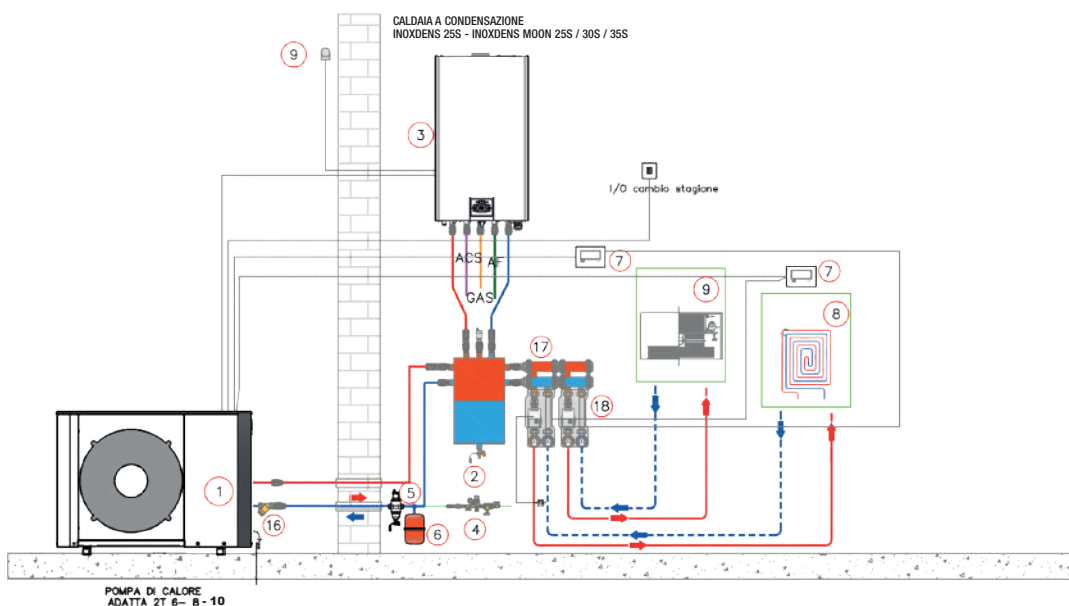 CALDAIA A CONDENSAZIONE
INOXDENS 25S - INOXDENS MOON 25S / 30S / 35S
9
3
I/O cambio stagione
ACS
AF
GAS
7
7
9
8
17
18
1
2
5
16
6
4
POMPA DI CALORE
ADATTA 2T 6- 8 - 10